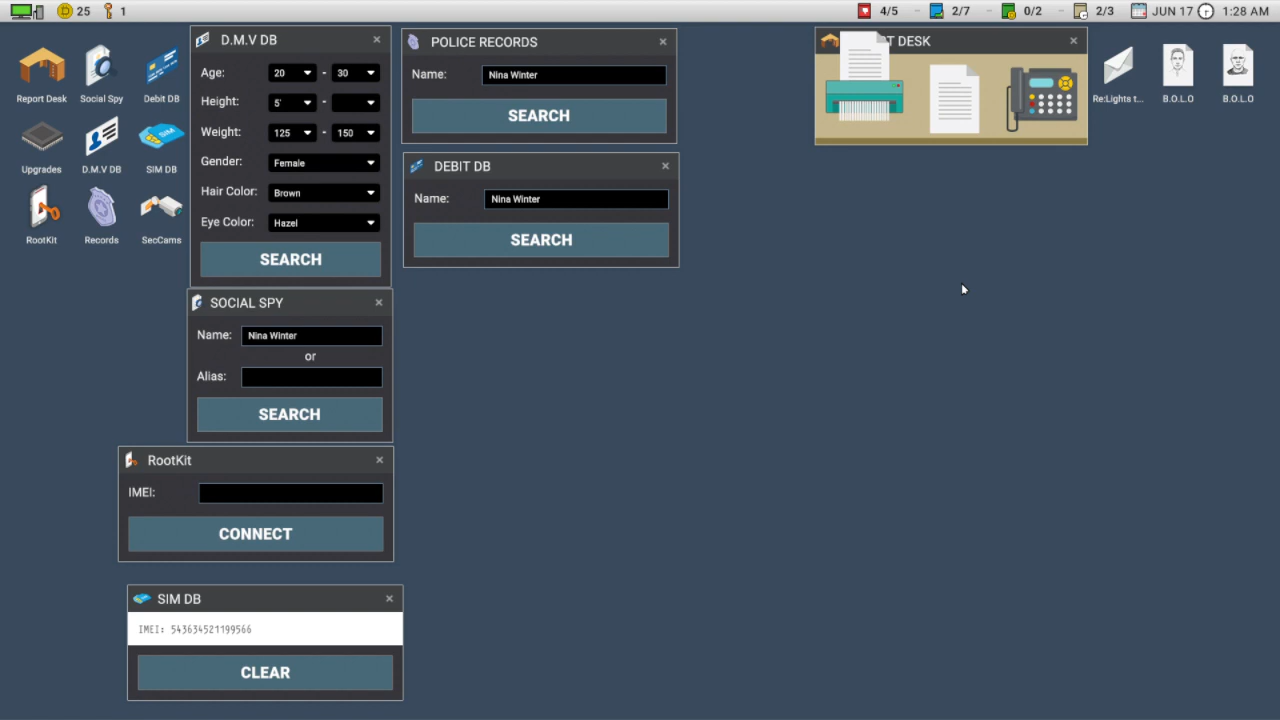 25
1
4/5
2/7
0/2
2/3
JUN 17
1:28 AM
Report Desk
Social Spy
Debit DB
Upgrades
D.M.V DB
SIM DB
RootKit
Records
SecCams
D.M.V DB
Age: 20 - 30
Height: 5' -
Weight: 125 - 150
Gender: Female
Hair Color: Brown
Eye Color: Hazel
SEARCH
SOCIAL SPY
Name: Nina Winter
or
Alias:
SEARCH
RootKit
IMEI:
CONNECT
SIM DB
IMEI: 543634521199566
CLEAR
POLICE RECORDS
Name: Nina Winter
SEARCH
DEBIT DB
Name: Nina Winter
SEARCH
DESK
Re:Lights t...
B.O.L.O
B.O.L.O